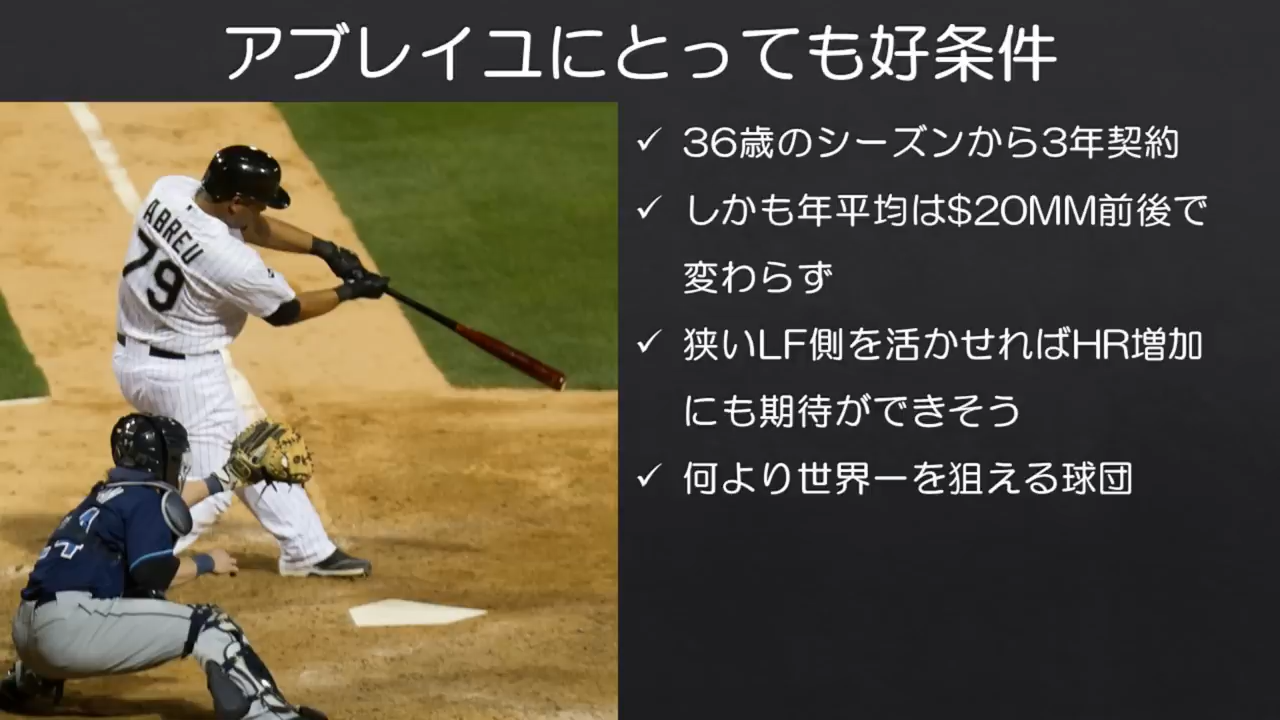 アブレイユにとっても好条件
✓ 36歳のシーズンから3年契約
✓ しかも年平均は$20MM前後で
変わらず
✓ 狭いLF側を活かせればHR増加
にも期待ができそう
✓ 何より世界一を狙える球団
ABREU
79